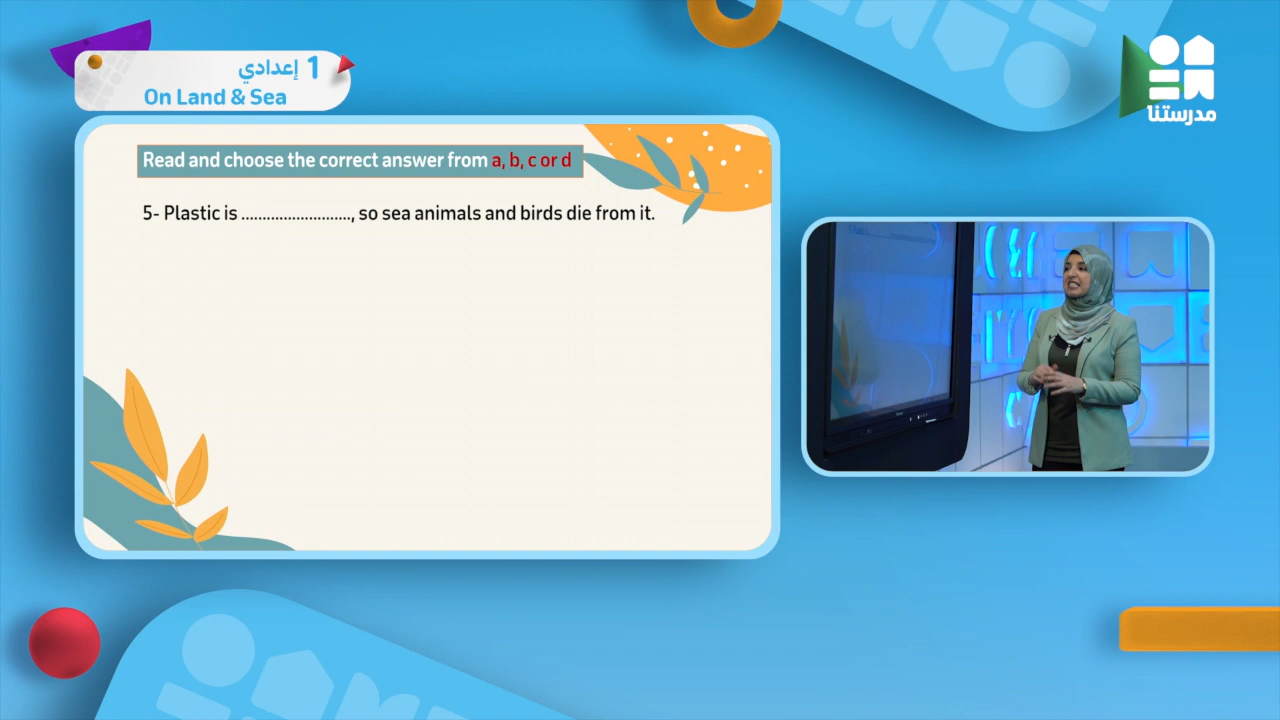 1 إعدادي
On Land & Sea
مدرستنا
Read and choose the correct answer from a, b, c or d
5- Plastic is .........................., so sea animals and birds die from it.